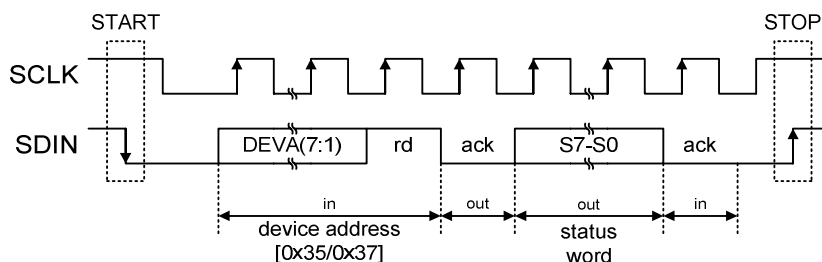 START
STOP
SCLK
SDIN
DEVA(7:1)
rd
ack
S7-S0
ack
in
out
out
in
device address
[0x35/0x37]
status
word